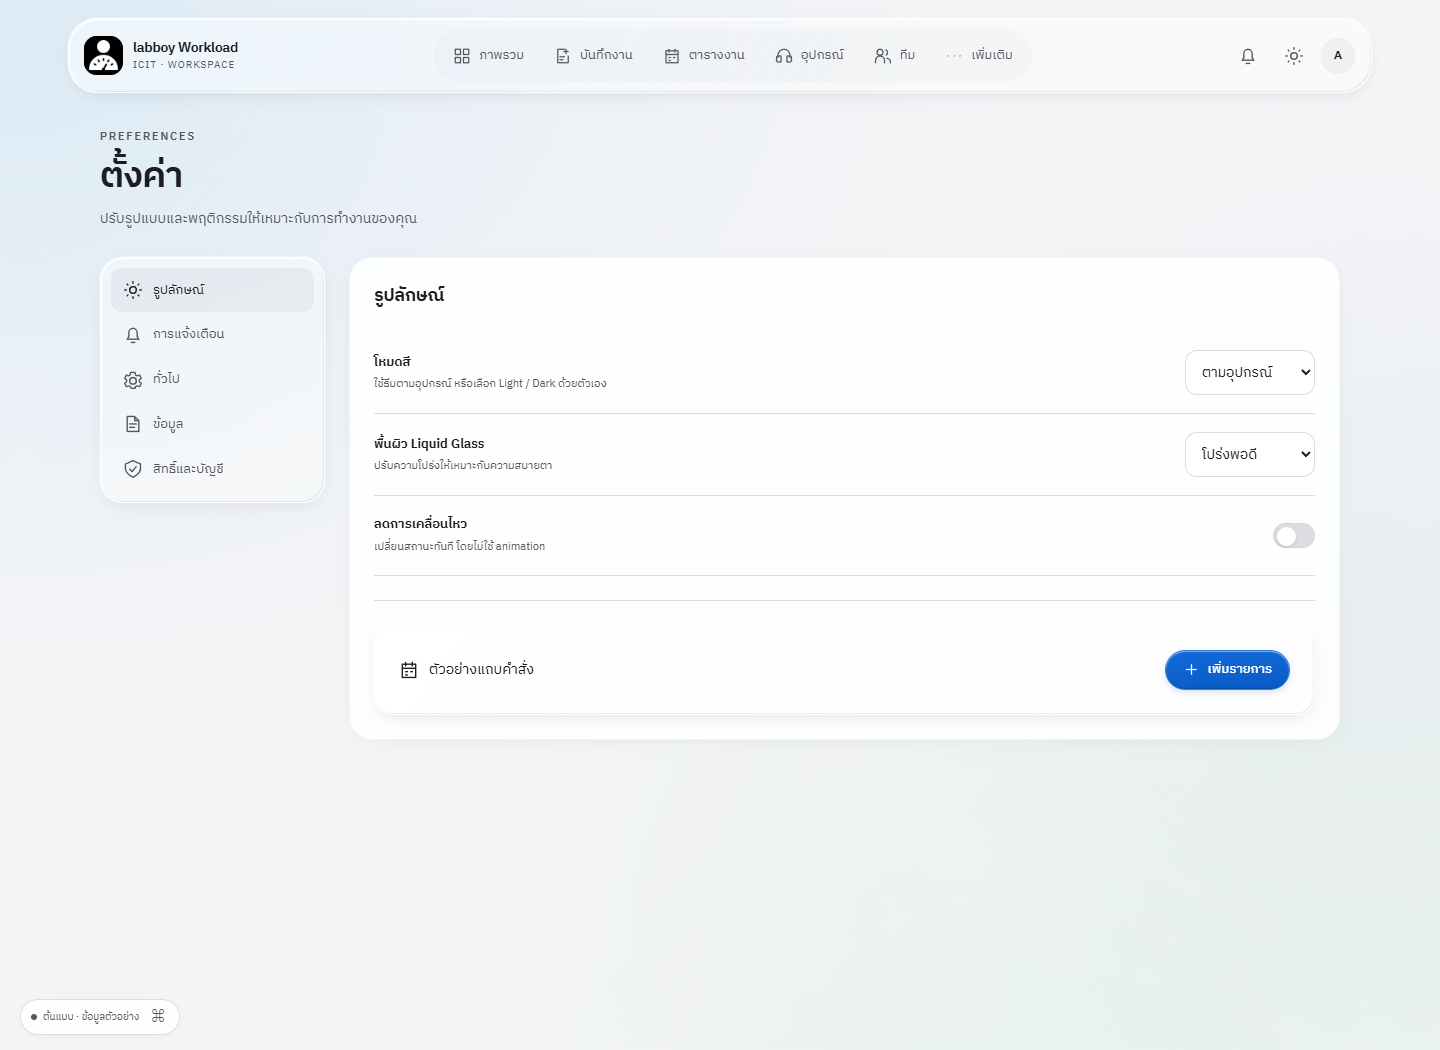 labboy Workload
ICIT · WORKSPACE
ภาพรวม
บันทึกงาน
ตารางงาน
อุปกรณ์
ทีม
เพิ่มเติม
A
PREFERENCES
ตั้งค่า
ปรับรูปแบบและพฤติกรรมให้เหมาะกับการทำงานของคุณ
รูปลักษณ์
การแจ้งเตือน
ทั่วไป
ข้อมูล
สิทธิ์และบัญชี
รูปลักษณ์
โหมดสี
ใช้ธีมตามอุปกรณ์ หรือเลือก Light / Dark ด้วยตัวเอง
ตามอุปกรณ์
พื้นผิว Liquid Glass
ปรับความโปร่งให้เหมาะกับความสบายตา
โปร่งพอดี
ลดการเคลื่อนไหว
เปลี่ยนสถานะทันที โดยไม่ใช้ animation
ตัวอย่างแถบคำสั่ง
เพิ่มรายการ
ต้นแบบ · ข้อมูลตัวอย่าง ⌘